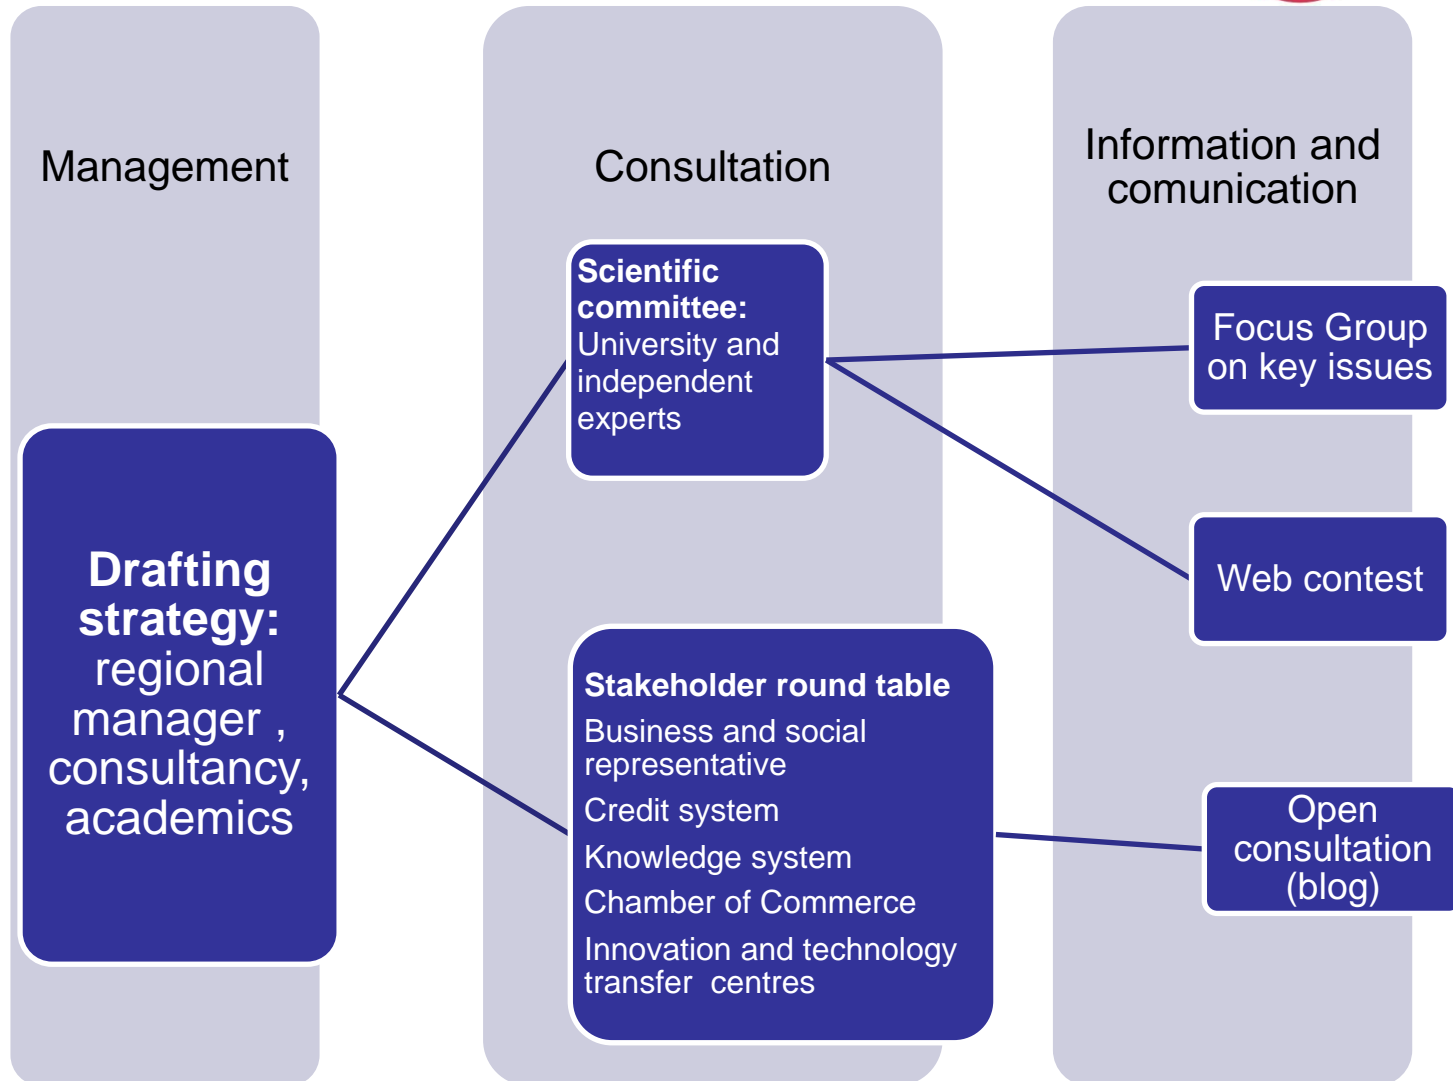 Management
Consultation
Information and
comunication
Drafting
strategy:
regional
manager ,
consultancy,
academics
Scientific
committee:
University and
independent
experts
Stakeholder round table
Business and social
representative
Credit system
Knowledge system
Chamber of Commerce
Innovation and technology
transfer  centres
Focus Group
on key issues
Web contest
Open
consultation
(blog)